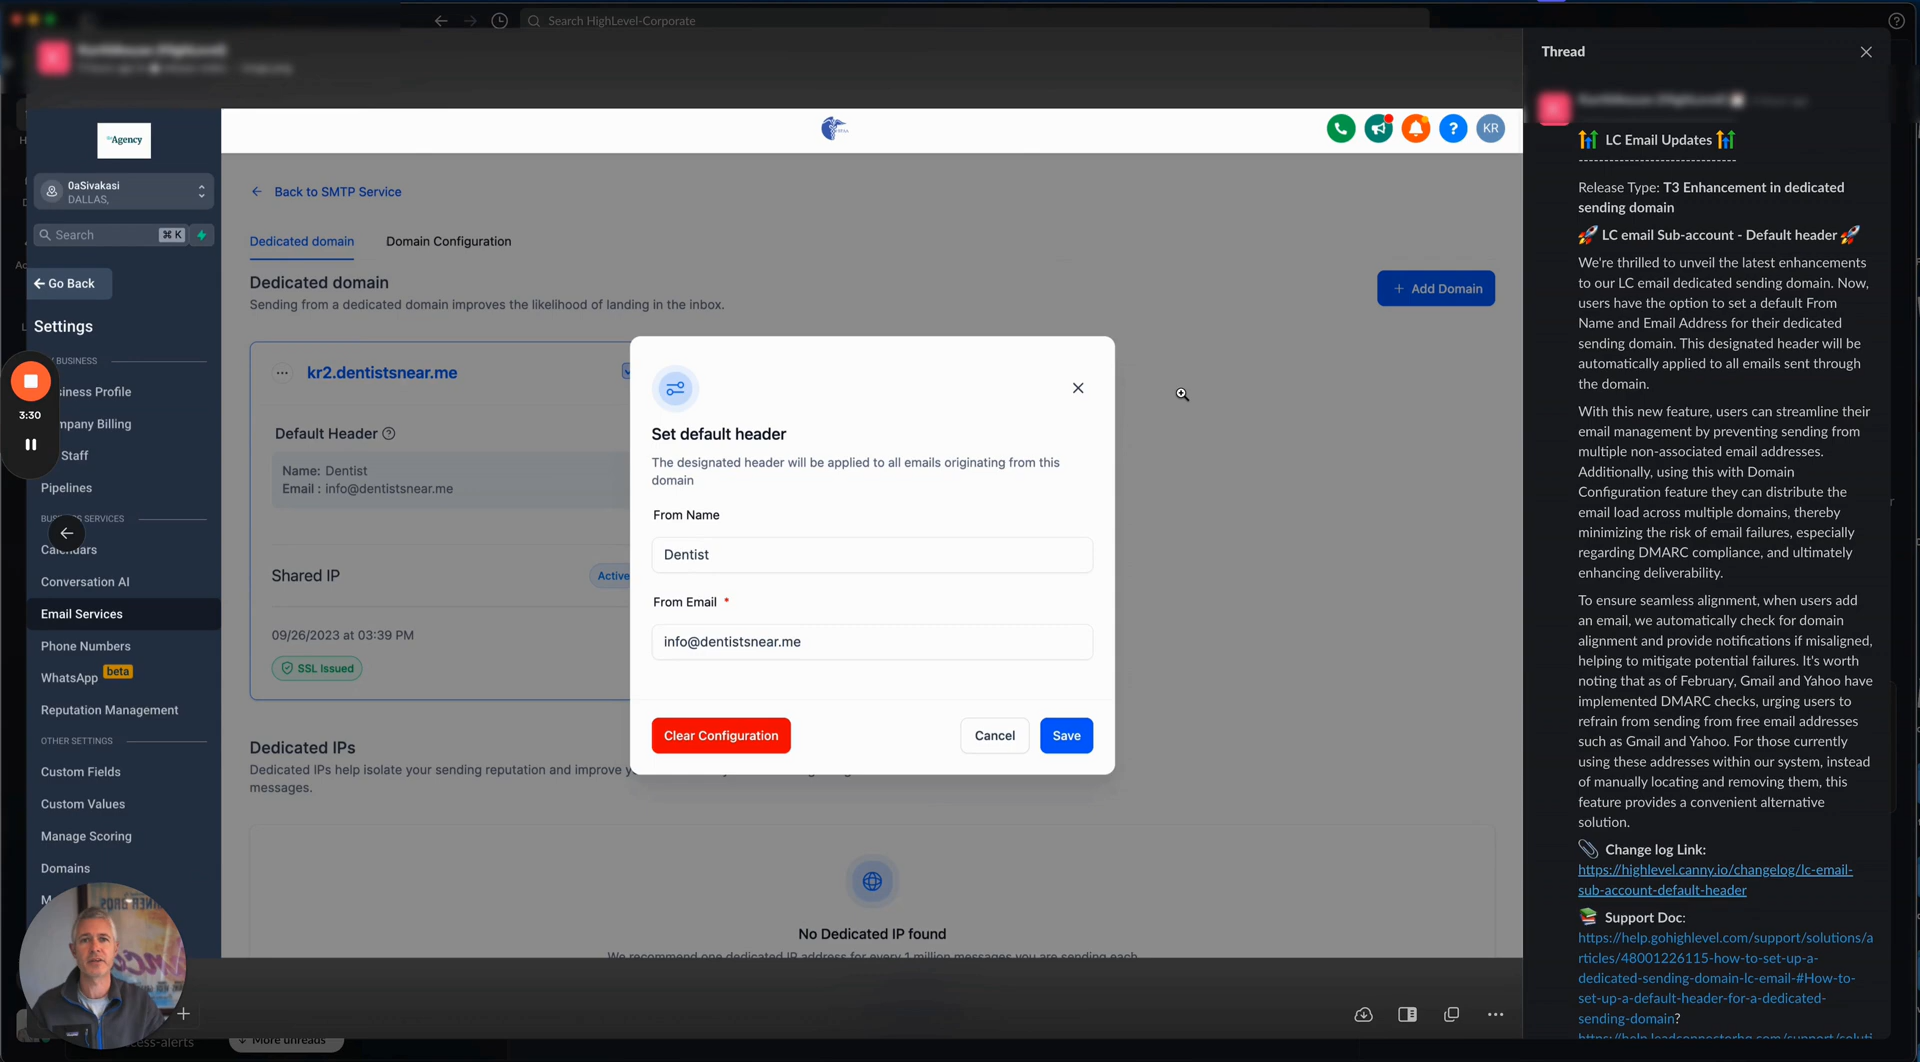 Search HighLevel-Corporate
Agency
0aSivakasi
DALLAS,
Search
⌘ K
Go Back
Settings
BUSINESS
siness Profile
mpany Billing
Staff
Pipelines
SERVICES
Calendars
Conversation AI
Email Services
Phone Numbers
WhatsApp beta
Reputation Management
OTHER SETTINGS
Custom Fields
Custom Values
Manage Scoring
Domains
3:30
KR
Back to SMTP Service
Dedicated domain
Domain Configuration
Dedicated domain
Sending from a dedicated domain improves the likelihood of landing in the inbox.
+ Add Domain
kr2.dentistsnear.me
Default Header
Name: Dentist
Email : info@dentistsnear.me
Shared IP
Active
09/26/2023 at 03:39 PM
SSL Issued
Dedicated IPs
Dedicated IPs help isolate your sending reputation and improve
messages.
No Dedicated IP found
We recommend one dedicated IP address for every 1 million messages you are sending each
Set default header
The designated header will be applied to all emails originating from this
domain
From Name
Dentist
From Email *
info@dentistsnear.me
Clear Configuration
Cancel
Save
More unreads
cess-alerts
Thread
LC Email Updates
--------------------------------
Release Type: T3 Enhancement in dedicated
sending domain
LC email Sub-account - Default header
We're thrilled to unveil the latest enhancements
to our LC email dedicated sending domain. Now,
users have the option to set a default From
Name and Email Address for their dedicated
sending domain. This designated header will be
automatically applied to all emails sent through
the domain.
With this new feature, users can streamline their
email management by preventing sending from
multiple non-associated email addresses.
Additionally, using this with Domain
Configuration feature they can distribute the
email load across multiple domains, thereby
minimizing the risk of email failures, especially
regarding DMARC compliance, and ultimately
enhancing deliverability.
To ensure seamless alignment, when users add
an email, we automatically check for domain
alignment and provide notifications if misaligned,
helping to mitigate potential failures. It's worth
noting that as of February, Gmail and Yahoo have
implemented DMARC checks, urging users to
refrain from sending from free email addresses
such as Gmail and Yahoo. For those currently
using these addresses within our system, instead
of manually locating and removing them, this
feature provides a convenient alternative
solution.
Change log Link:
https://highlevel.canny.io/changelog/lc-email-
sub-account-default-header
Support Doc:
https://help.gohighlevel.com/support/solutions/a
rticles/48001226115-how-to-set-up-a-
dedicated-sending-domain-lc-email-#How-to-
set-up-a-default-header-for-a-dedicated-
sending-domain?